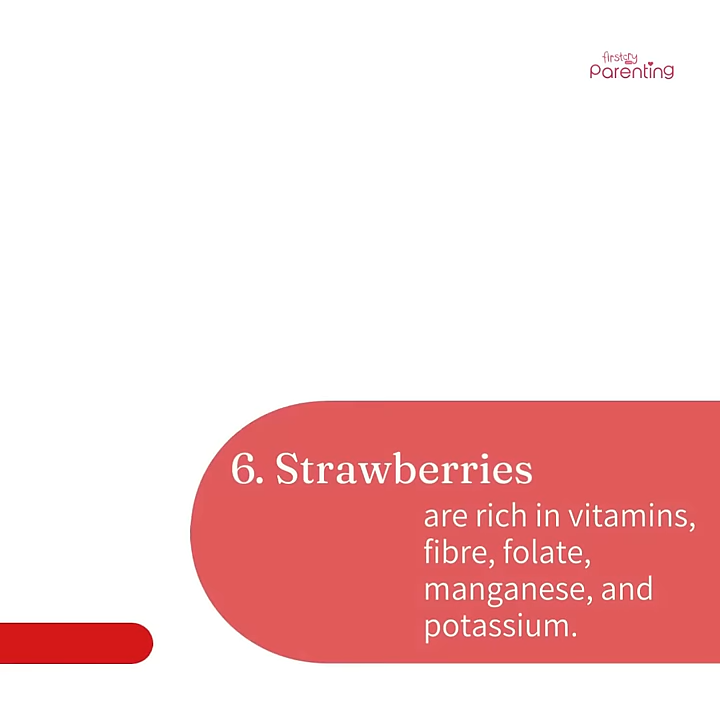 firstcry
Parenting
6. Strawberries
are rich in vitamins,
fibre, folate,
manganese, and
potassium.